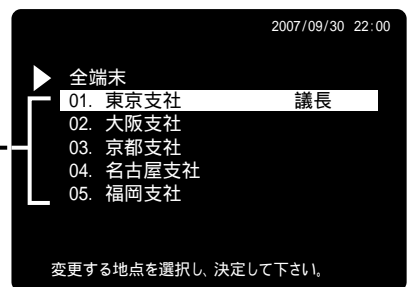 2007/09/30 22:00
全端末
01. 東京支社 議長
02. 大阪支社
03. 京都支社
04. 名古屋支社
05. 福岡支社
変更する地点を選択し、決定して下さい。